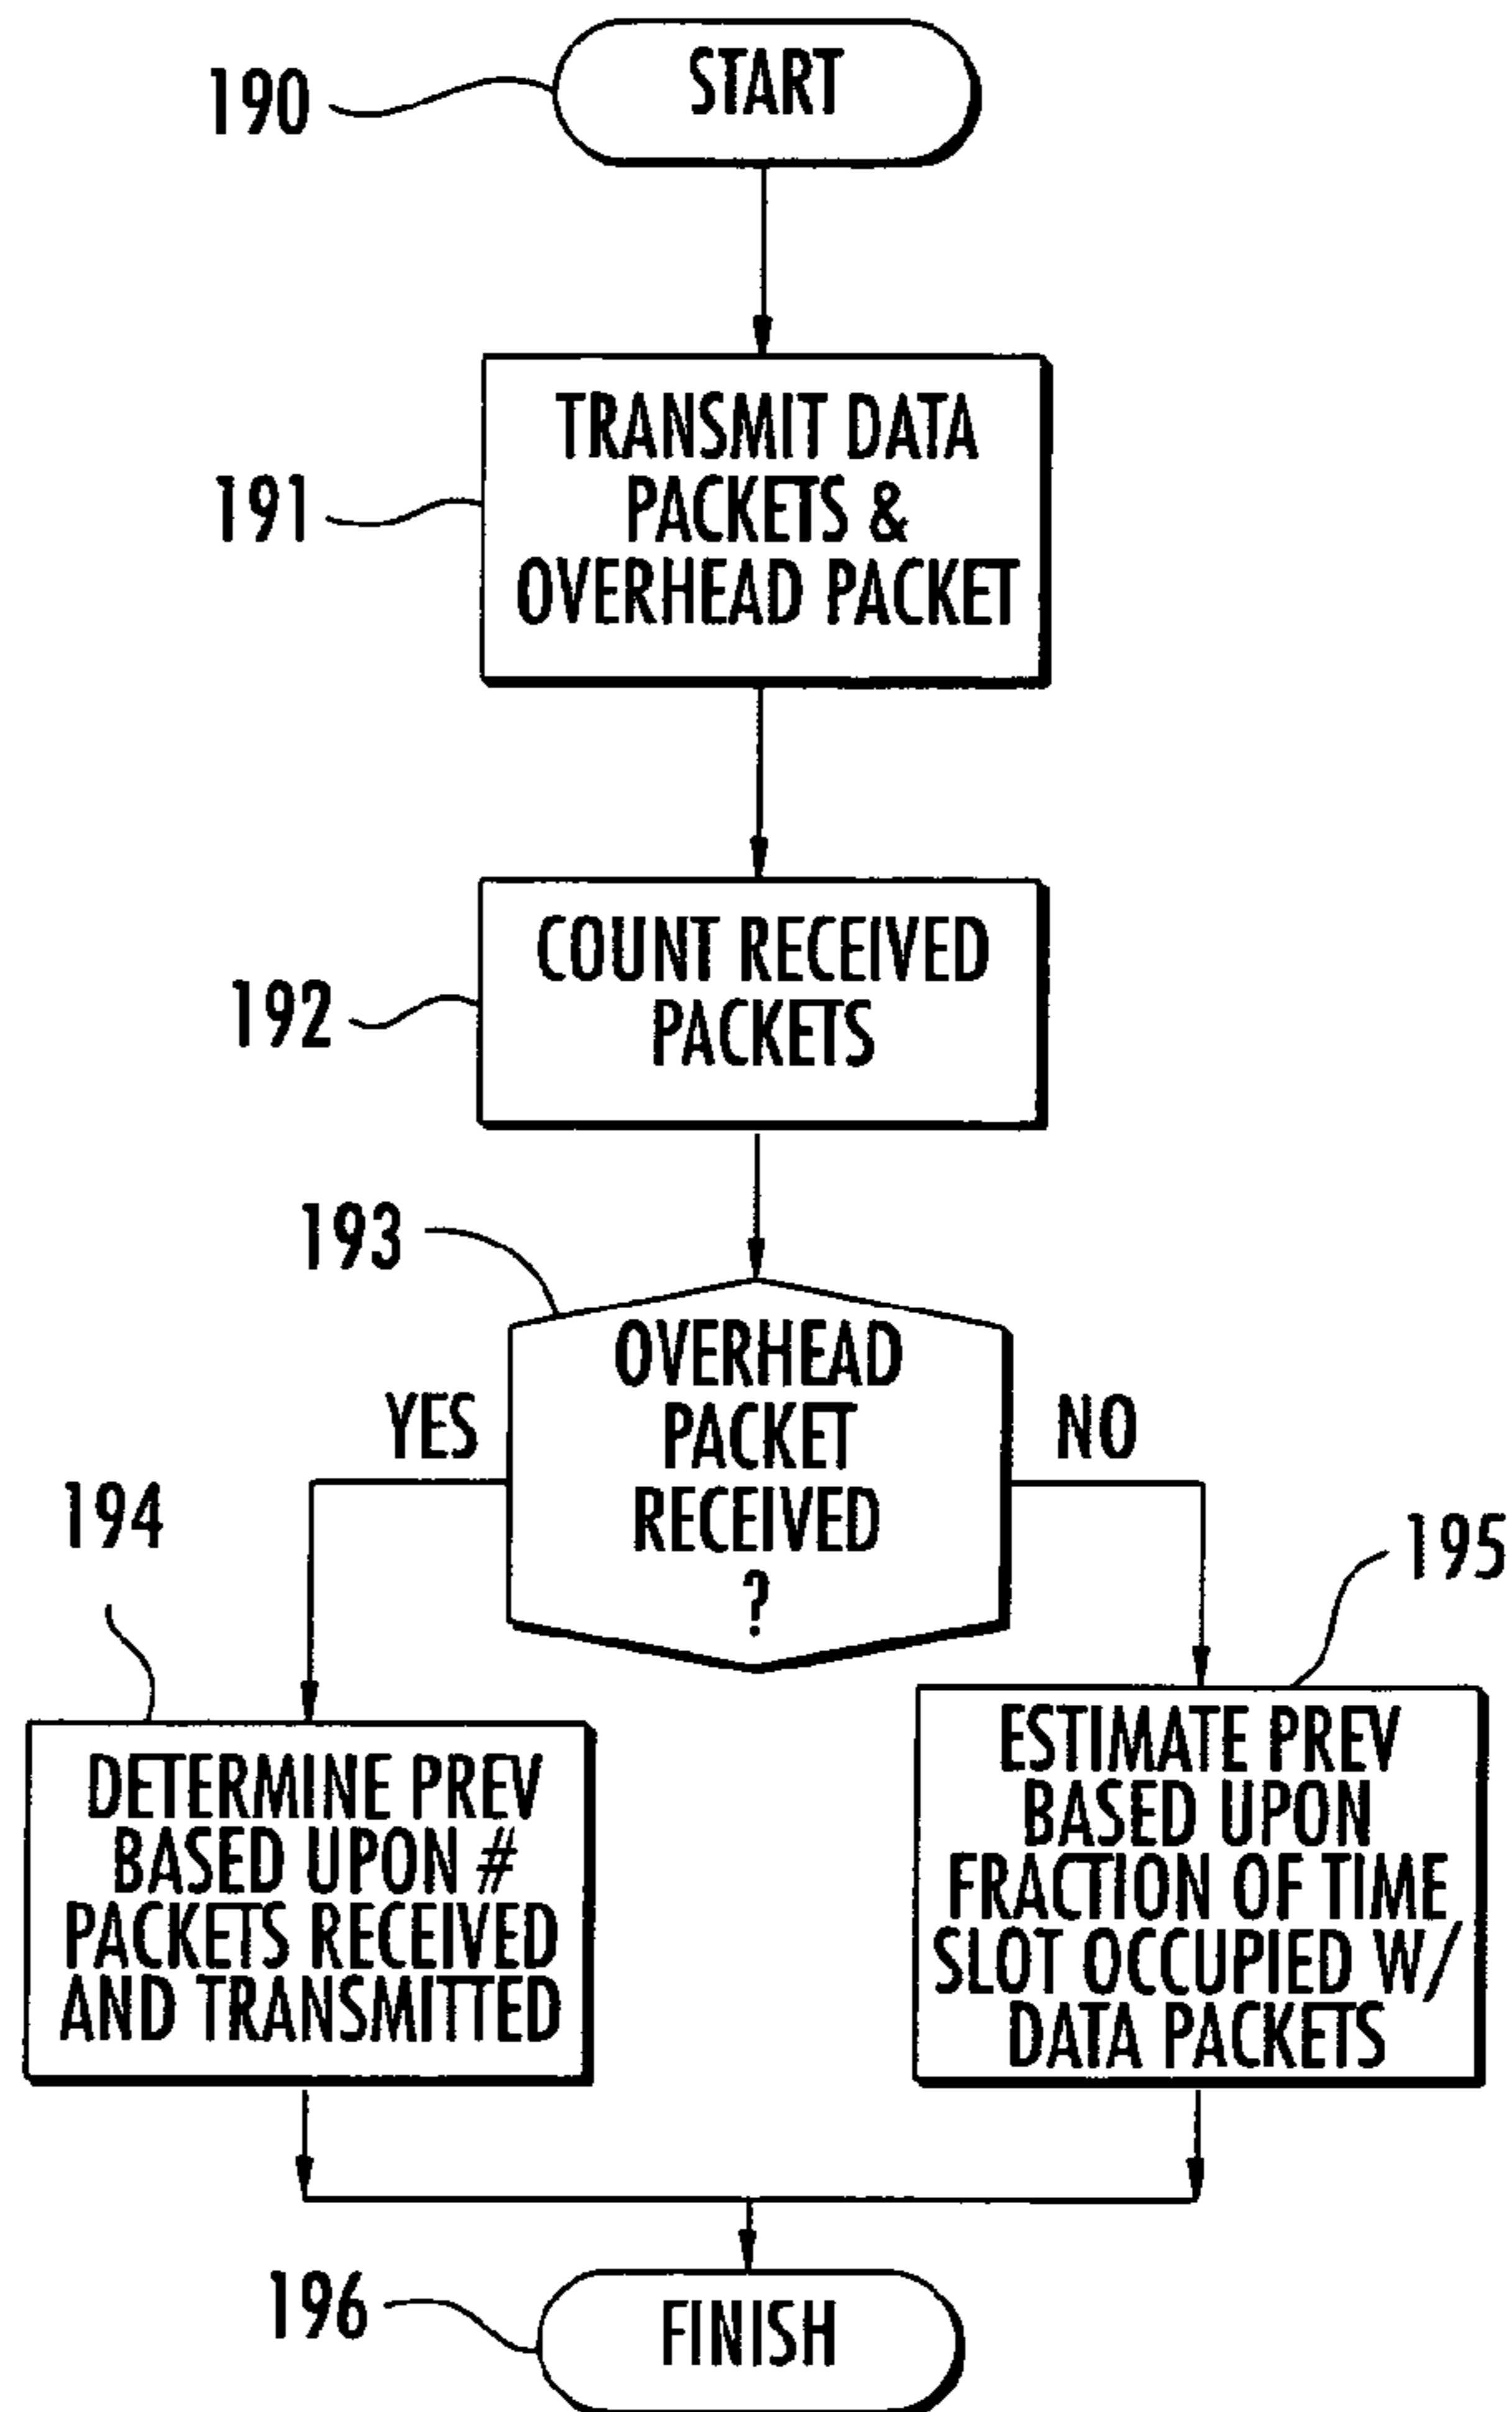 190
START
191
TRANSMIT DATA
PACKETS &
OVERHEAD PACKET
192
COUNT RECEIVED
PACKETS
193
OVERHEAD
PACKET
RECEIVED
?
YES
NO
194
195
DETERMINE PREV
BASED UPON #
PACKETS RECEIVED
AND TRANSMITTED
ESTIMATE PREV
BASED UPON
FRACTION OF TIME
SLOT OCCUPIED W/
DATA PACKETS
196
FINISH